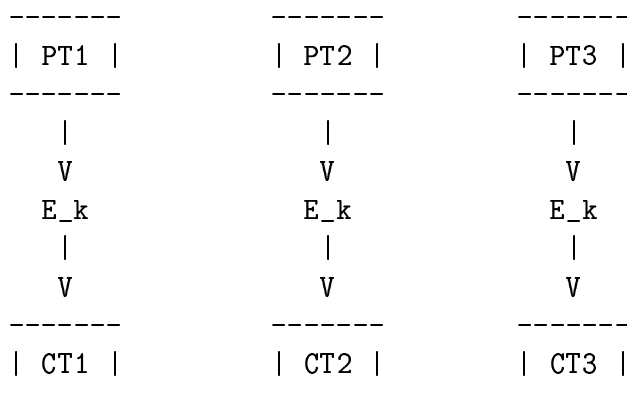 -------          -------        -------
| PT1 |          | PT2 |        | PT3 |
-------          -------        -------
   |                |              |
   V                V              V
  E_k              E_k            E_k
   |                |              |
   V                V              V
-------          -------        -------
| CT1 |          | CT2 |        | CT3 |